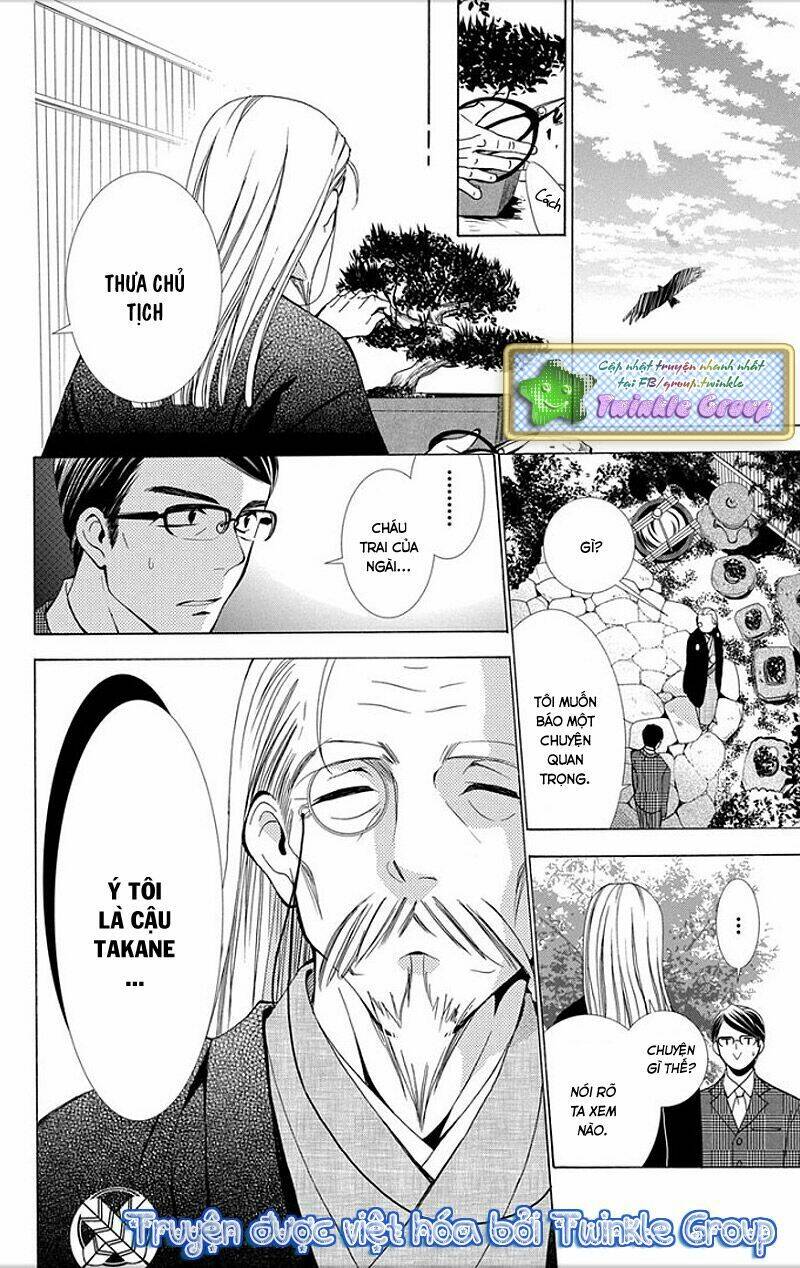 Cách
THƯA CHỦ
TỊCH
Cập nhật truyện nhanh nhất
tại FB/group.twinkle
Twinkle Group
GÌ?
TÔI MUỐN
BÁO MỘT
CHUYỆN
QUAN
TRỌNG.
........
CHÁU
TRAI CỦA
NGÀI...
...
CHUYỆN
GÌ THẾ?
NÓI RÕ
TA XEM
NÀO.
Ý TÔI
LÀ CẬU
TAKANE
...
Truyện được việt hóa bởi Twinkle Group